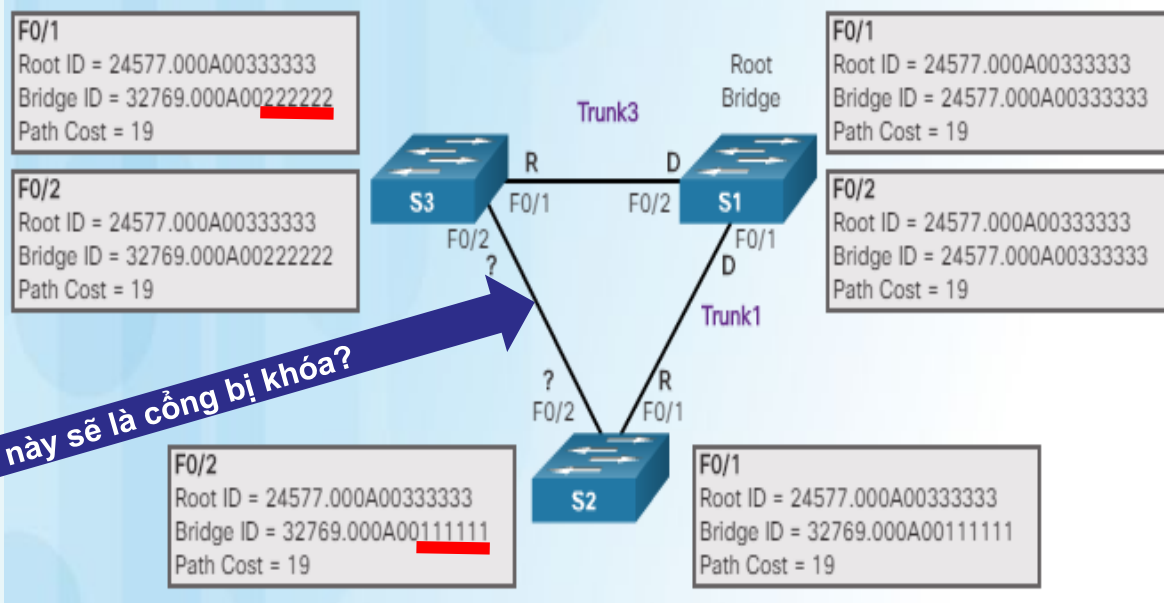 F0/1
Root ID = 24577.000A00333333
Bridge ID = 32769.000A00222222
Path Cost = 19
F0/2
Root ID = 24577.000A00333333
Bridge ID = 32769.000A00222222
Path Cost = 19
Root
Bridge
F0/1
Root ID = 24577.000A00333333
Bridge ID = 24577.000A00333333
Path Cost = 19
F0/2
Root ID = 24577.000A00333333
Bridge ID = 24577.000A00333333
Path Cost = 19
Trunk3
R
D
S3
F0/1
F0/2
S1
F0/2
?
F0/1
D
Trunk1
này sẽ là cổng bị khóa?
?
F0/2
R
F0/1
S2
F0/2
Root ID = 24577.000A00333333
Bridge ID = 32769.000A00111111
Path Cost = 19
F0/1
Root ID = 24577.000A00333333
Bridge ID = 32769.000A00111111
Path Cost = 19